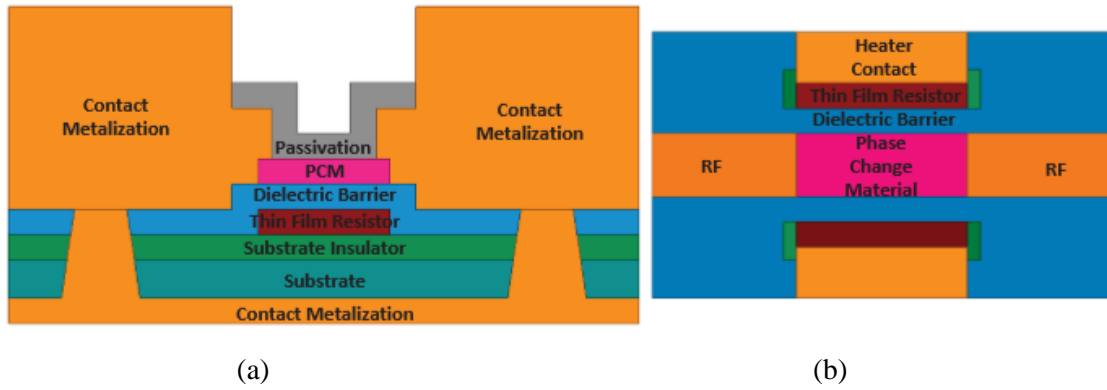 Contact
Metalization
Contact
Metalization
Passivation
PCM
Dielectric Barrier
Thin Film Resistor
Substrate Insulator
Substrate
Contact Metalization
(a)
Heater
Contact
Thin Film Resistor
Dielectric Barrier
RF
Phase
Change
Material
RF
(b)